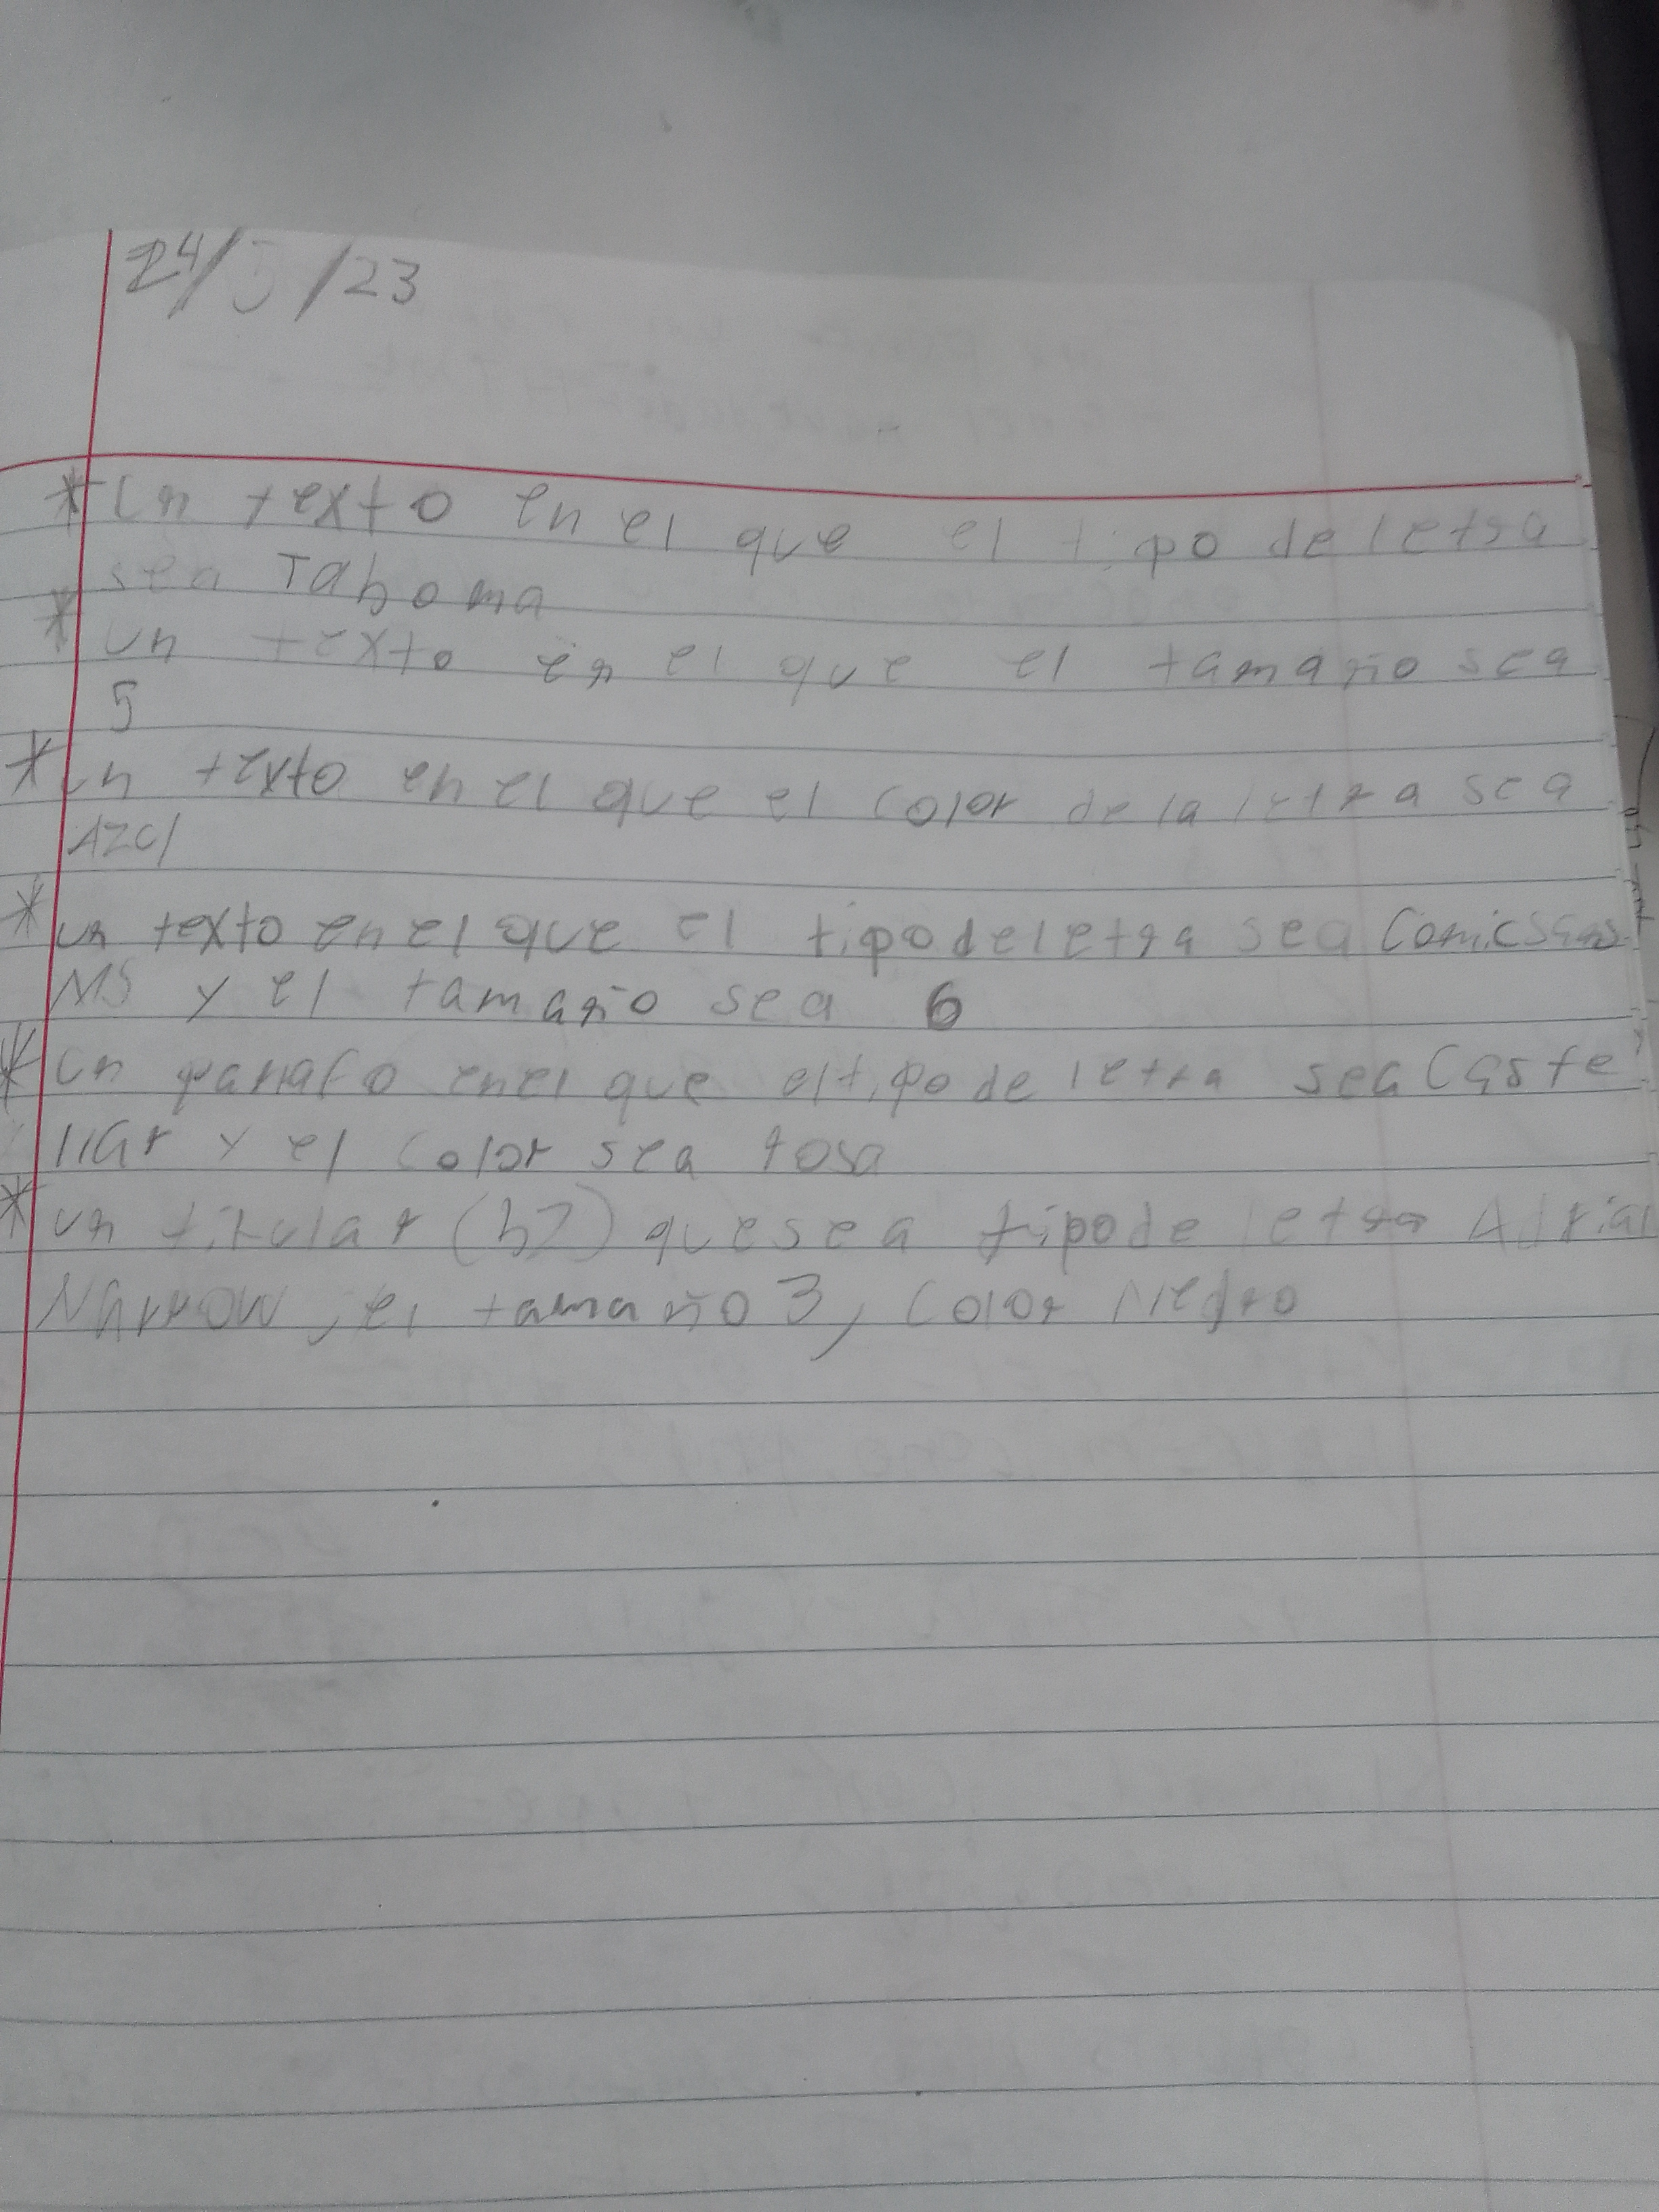 24/5/23
* Un texto en el que el tipo de letra
sea Tahoma
* un texto en el que el tamaño sea
5
* un texto en el que el color de la letra sea
Azul
* un texto en el que el tipo de letra sea Comicsans
MS y el tamaño sea 6
* Un parrafo en el que el tipo de letra sea Caste
llar y el color sea rosa
* un titular (h2) que sea tipo de letra Adrial
Narrow, el tamaño 3, color Negro